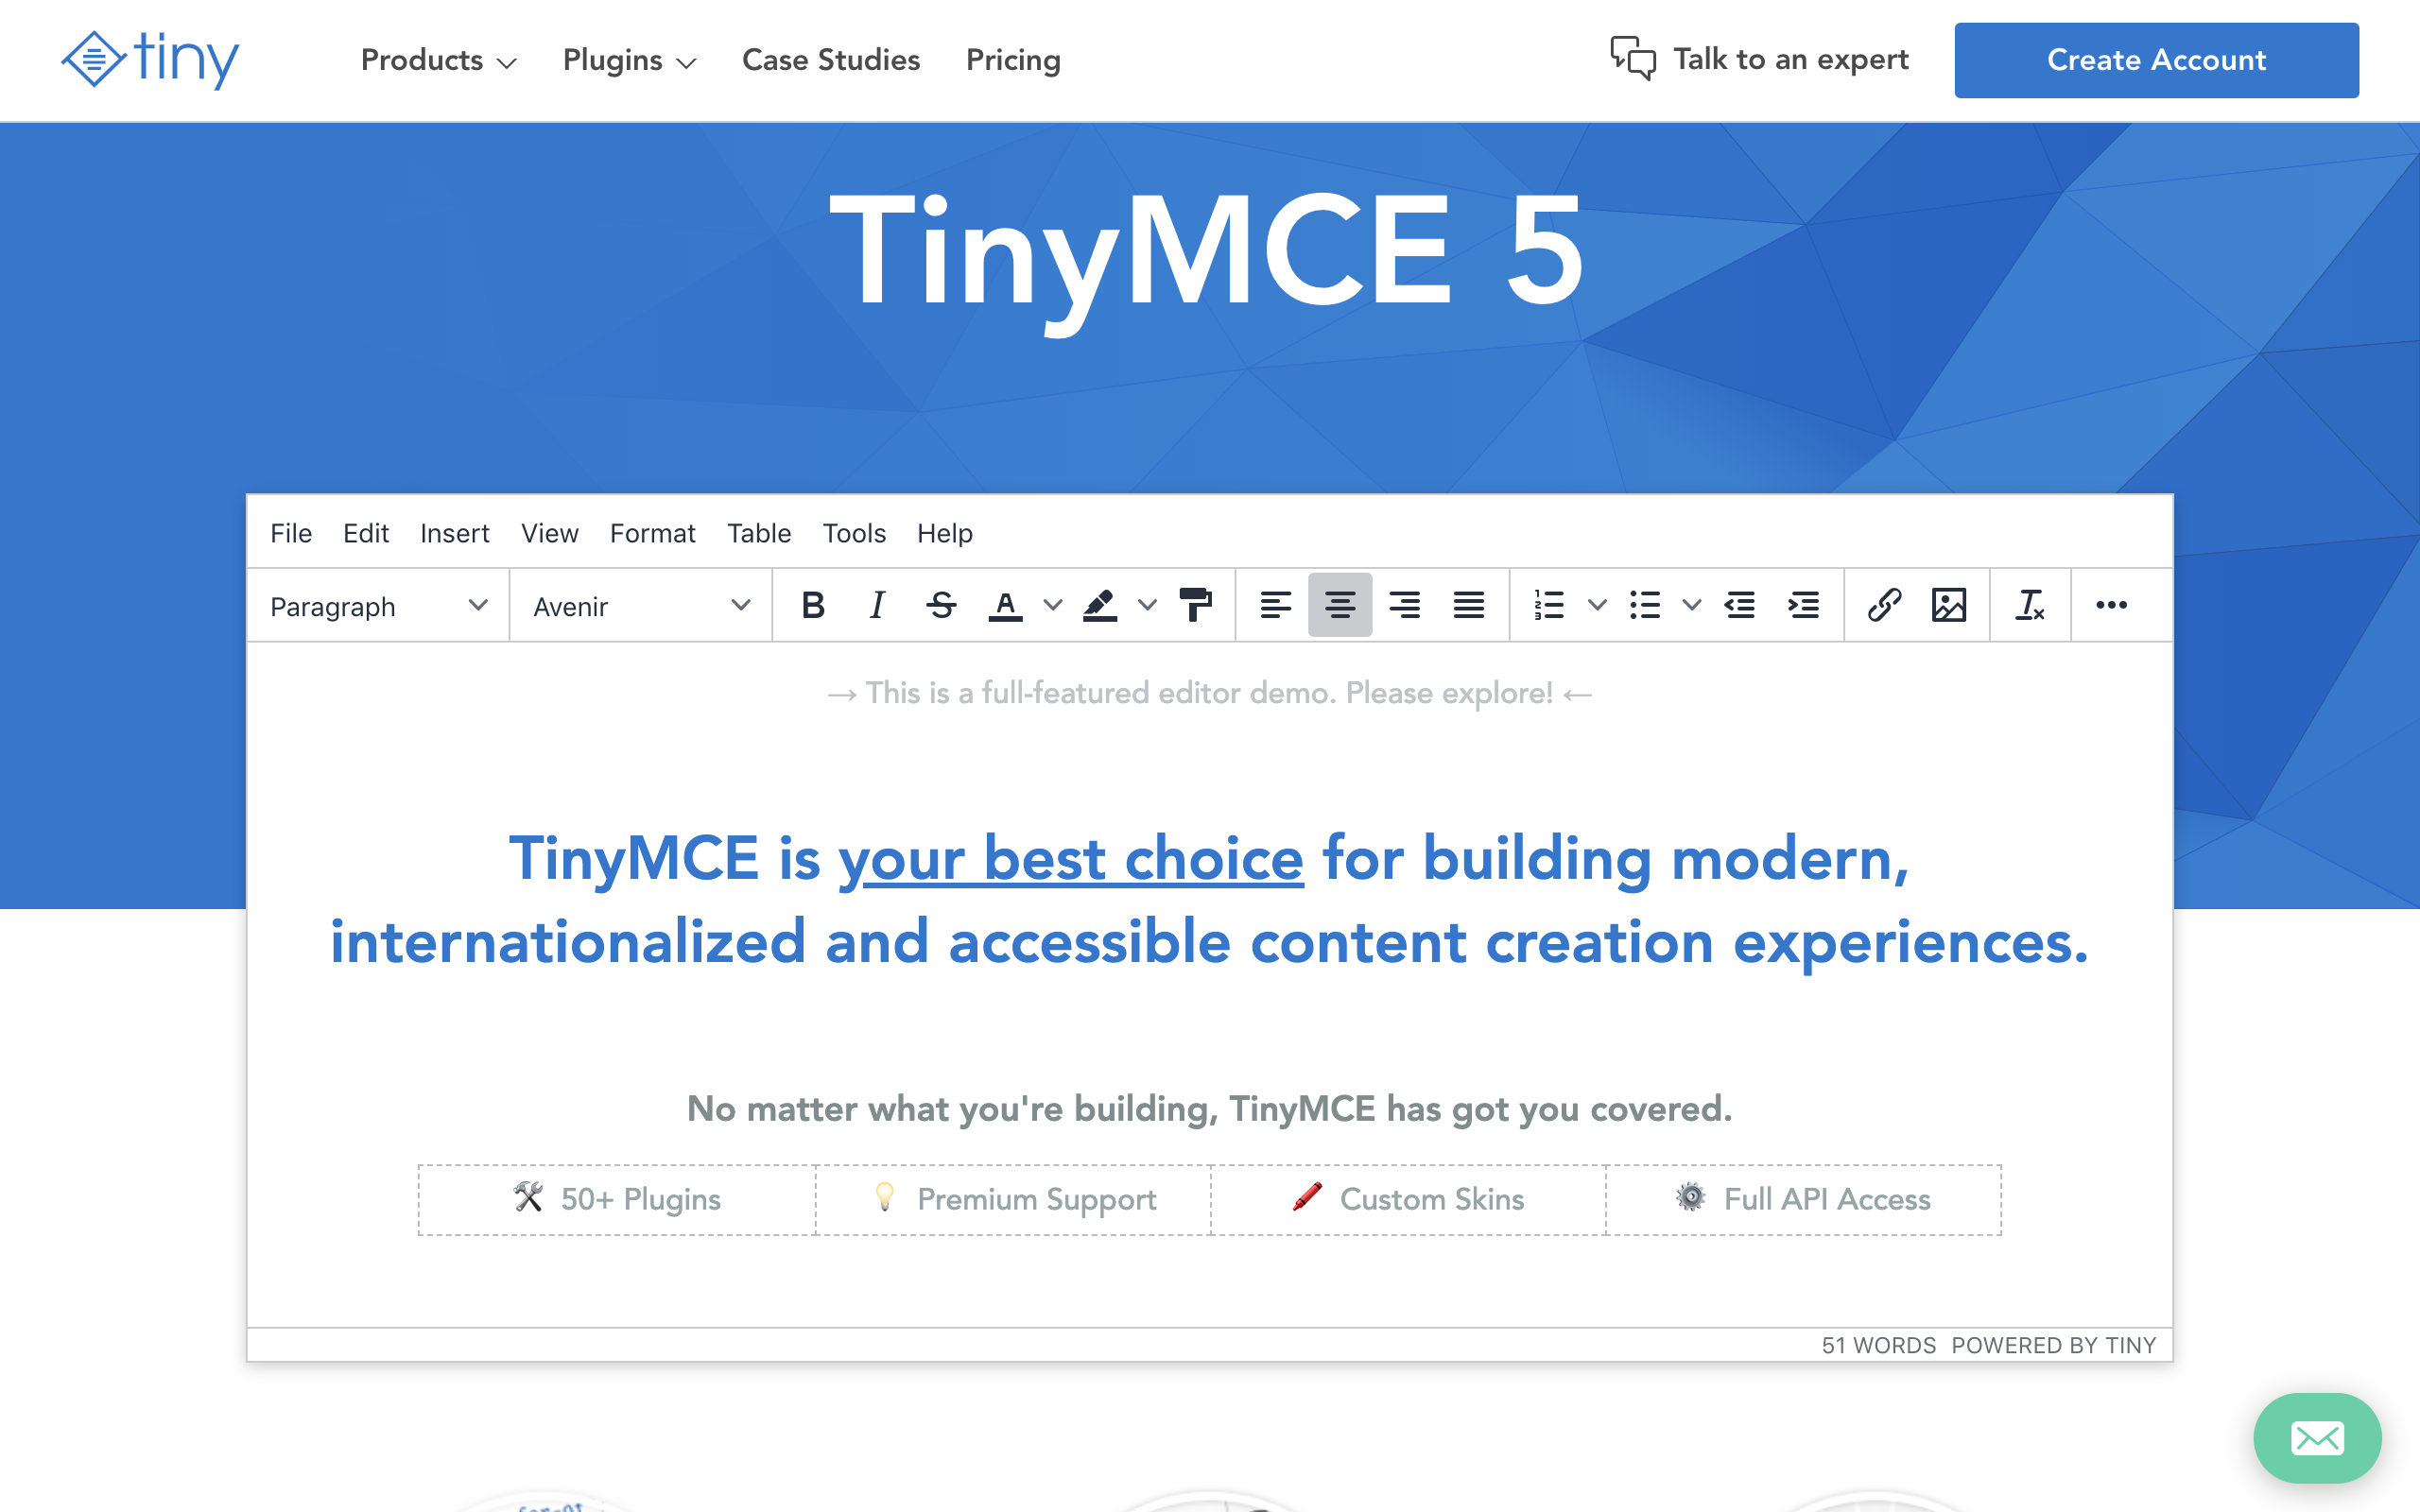 tiny
Products Plugins Case Studies Pricing
Talk to an expert
Create Account
TinyMCE 5
File Edit Insert View Format Table Tools Help
Paragraph
Avenir
→ This is a full-featured editor demo. Please explore! ←
TinyMCE is your best choice for building modern,
internationalized and accessible content creation experiences.
No matter what you're building, TinyMCE has got you covered.
🛠 50+ Plugins
💡 Premium Support
🖍 Custom Skins
⚙ Full API Access
51 WORDS POWERED BY TINY